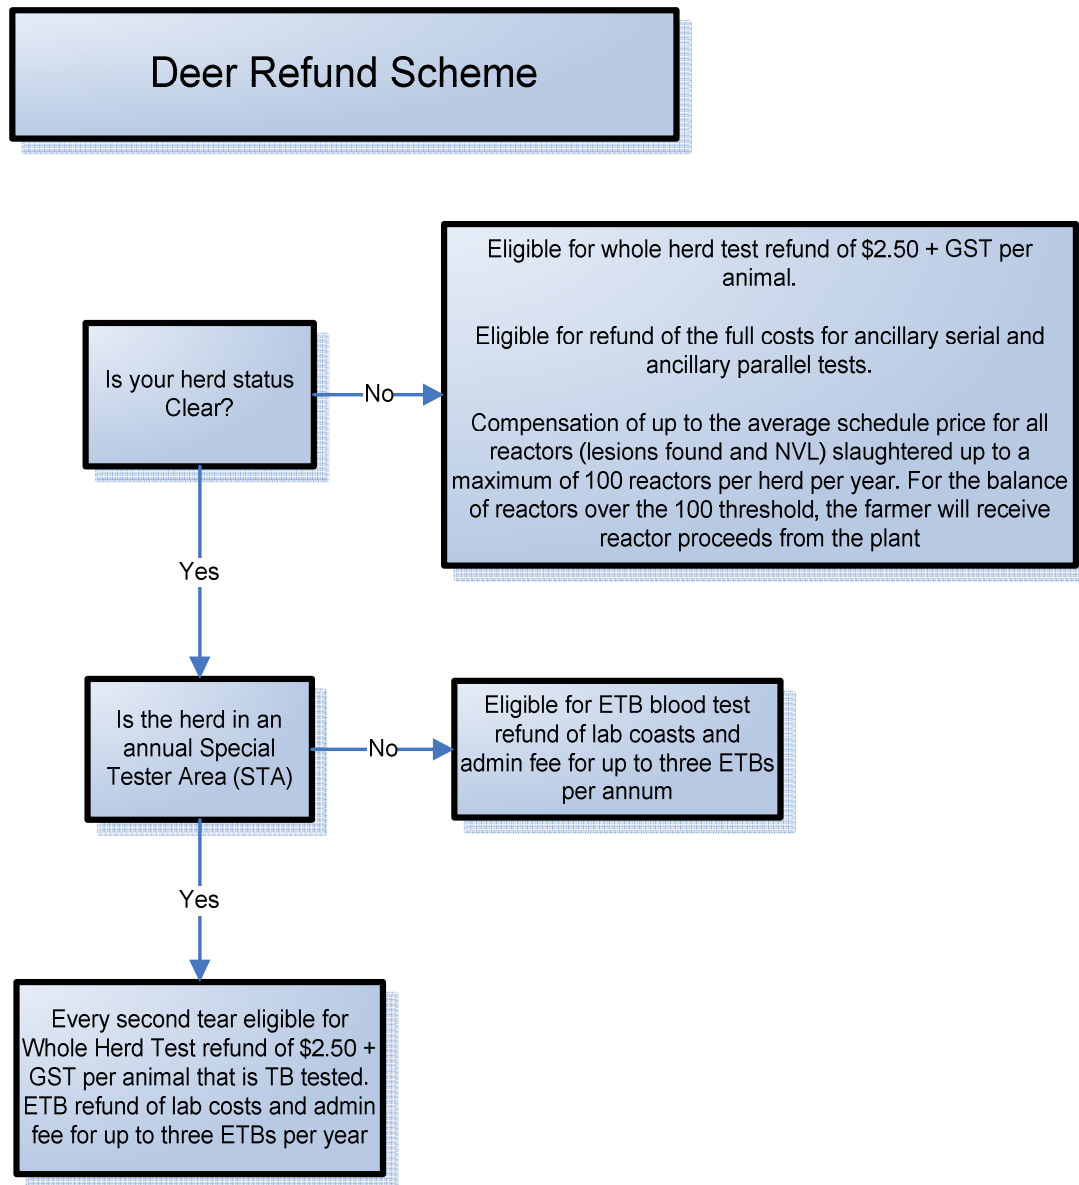 Deer Refund Scheme
Eligible for whole herd test refund of $2.50 + GST per
animal.
Eligible for refund of the full costs for ancillary serial and
ancillary parallel tests.
Compensation of up to the average schedule price for all
reactors (lesions found and NVL) slaughtered up to a
maximum of 100 reactors per herd per year. For the balance
of reactors over the 100 threshold, the farmer will receive
reactor proceeds from the plant
Is your herd status
Clear?
No
Yes
Is the herd in an
annual Special
Tester Area (STA)
No
Eligible for ETB blood test
refund of lab coasts and
admin fee for up to three ETBs
per annum
Yes
Every second tear eligible for
Whole Herd Test refund of $2.50 +
GST per animal that is TB tested.
ETB refund of lab costs and admin
fee for up to three ETBs per year